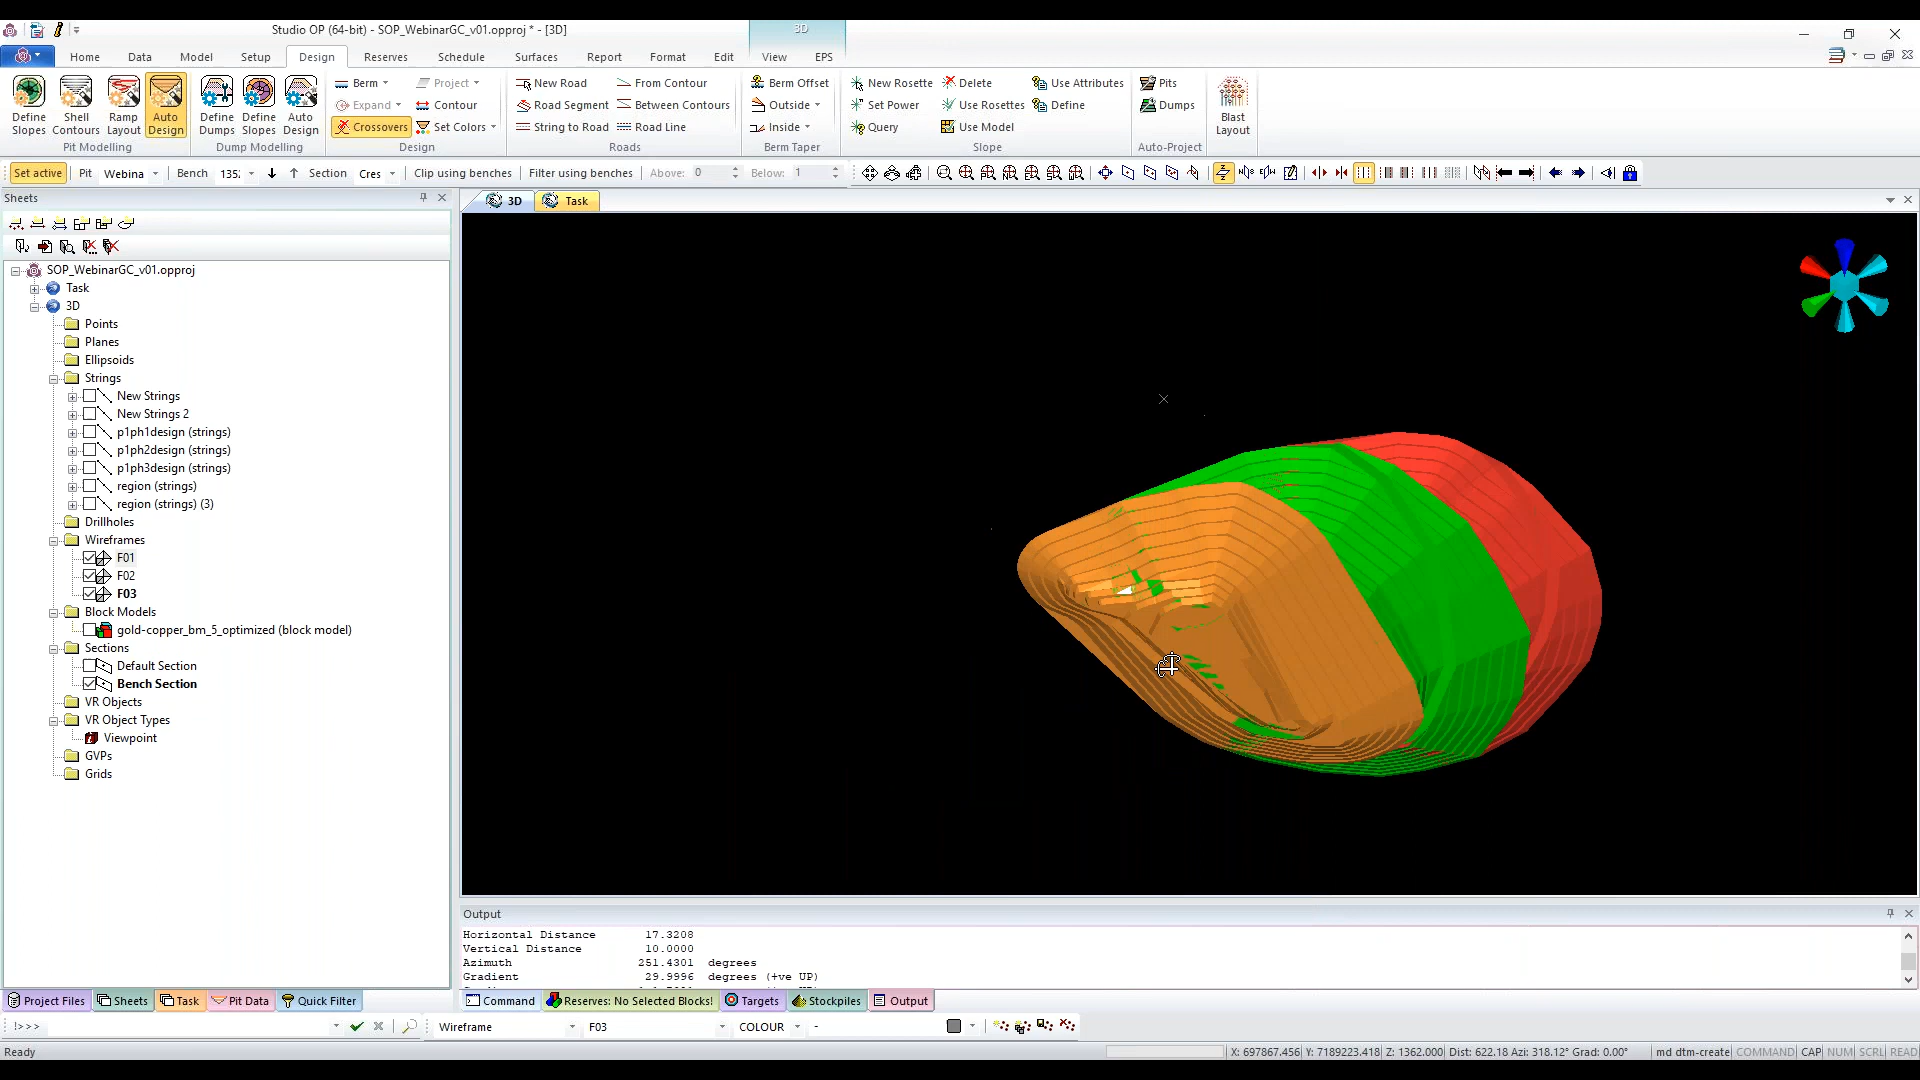 Studio OP (64-bit) - SOP_WebinarGC_v01.opproj * - [3D]
3D
Home Data Model Setup Design Reserves Schedule Surfaces Report Format Edit View EPS
Define Slopes
Shell Contours
Ramp Layout
Auto Design
Pit Modelling
Define Dumps
Define Slopes
Auto Design
Dump Modelling
Berm Project
Expand Contour
Crossovers Set Colors
Design
New Road From Contour
Road Segment Between Contours
String to Road Road Line
Roads
Berm Offset
Outside
Inside
Berm Taper
New Rosette Delete Use Attributes
Set Power Use Rosettes Define
Query Use Model
Slope
Pits
Dumps
Auto-Project
Blast Layout
Set active Pit Webina Bench 135: Section Cres Clip using benches Filter using benches Above: 0 Below: 1
Sheets
3D Task
SOP_WebinarGC_v01.opproj
Task
3D
Points
Planes
Ellipsoids
Strings
New Strings
New Strings 2
p1ph1design (strings)
p1ph2design (strings)
p1ph3design (strings)
region (strings)
region (strings) (3)
Drillholes
Wireframes
F01
F02
F03
Block Models
gold-copper_bm_5_optimized (block model)
Sections
Default Section
Bench Section
VR Objects
VR Object Types
Viewpoint
GVPs
Grids
Output
Horizontal Distance 17.3208
Vertical Distance 10.0000
Azimuth 251.4301 degrees
Gradient 29.9996 degrees (+ve UP)
Project Files Sheets Task Pit Data Quick Filter
Command Reserves: No Selected Blocks! Targets Stockpiles Output
!>>> Wireframe F03 COLOUR -
Ready X: 697867.456 Y: 7189223.418 Z: 1362.000 Dist: 622.18 Azi: 318.12° Grad: 0.00° md dtm-create COMMAND CAP NUM SCRL READ